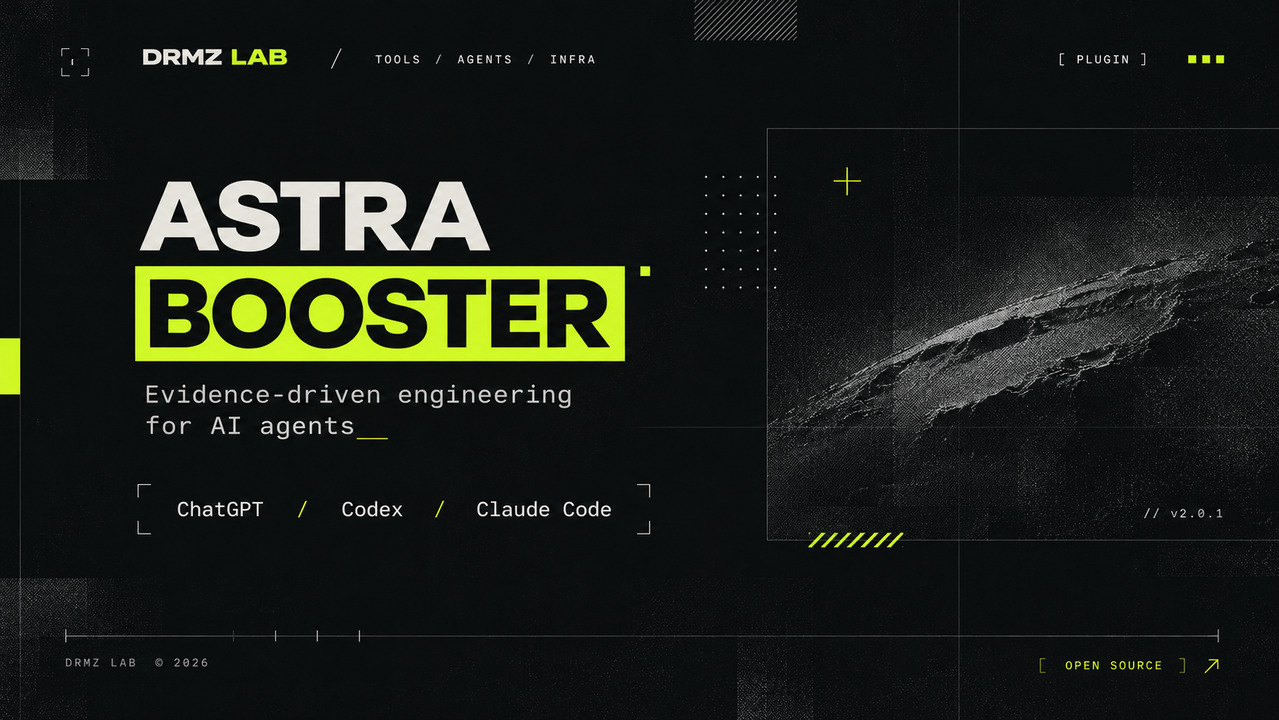 DRMZ LAB / TOOLS / AGENTS / INFRA [ PLUGIN ]
ASTRA
BOOSTER
Evidence-driven engineering
for AI agents__
ChatGPT / Codex / Claude Code
// v2.0.1
DRMZ LAB © 2026
[ OPEN SOURCE ]